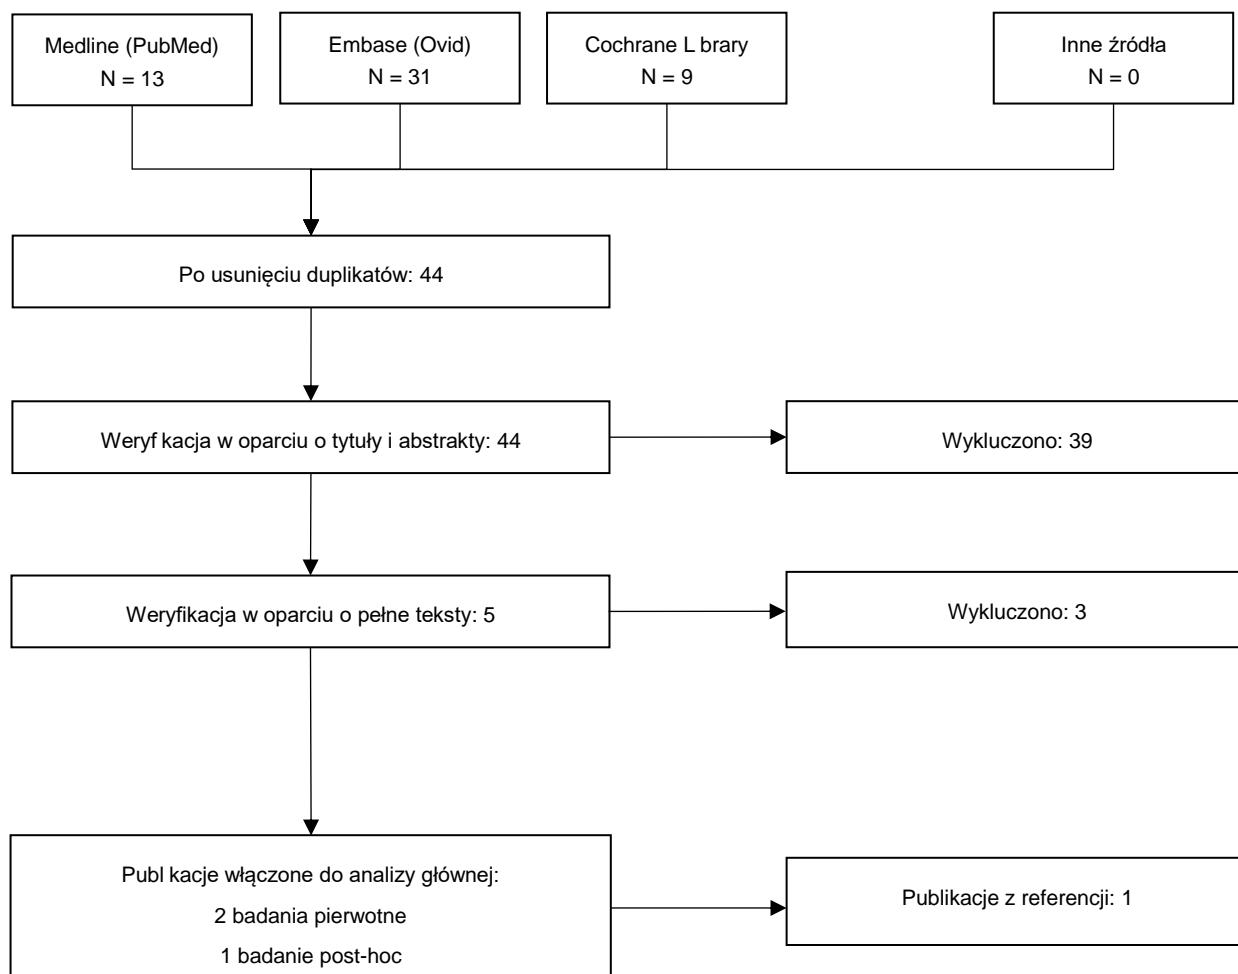 Medline (PubMed)
N = 13
Embase (Ovid)
N = 31
Cochrane L brary
N = 9
Inne źródła
N = 0
Po usunięciu duplikatów: 44
Weryf kacja w oparciu o tytuły i abstrakty: 44
Wykluczono: 39
Weryfikacja w oparciu o pełne teksty: 5
Wykluczono: 3
Publ kacje włączone do analizy głównej:
2 badania pierwotne
1 badanie post-hoc
Publikacje z referencji: 1